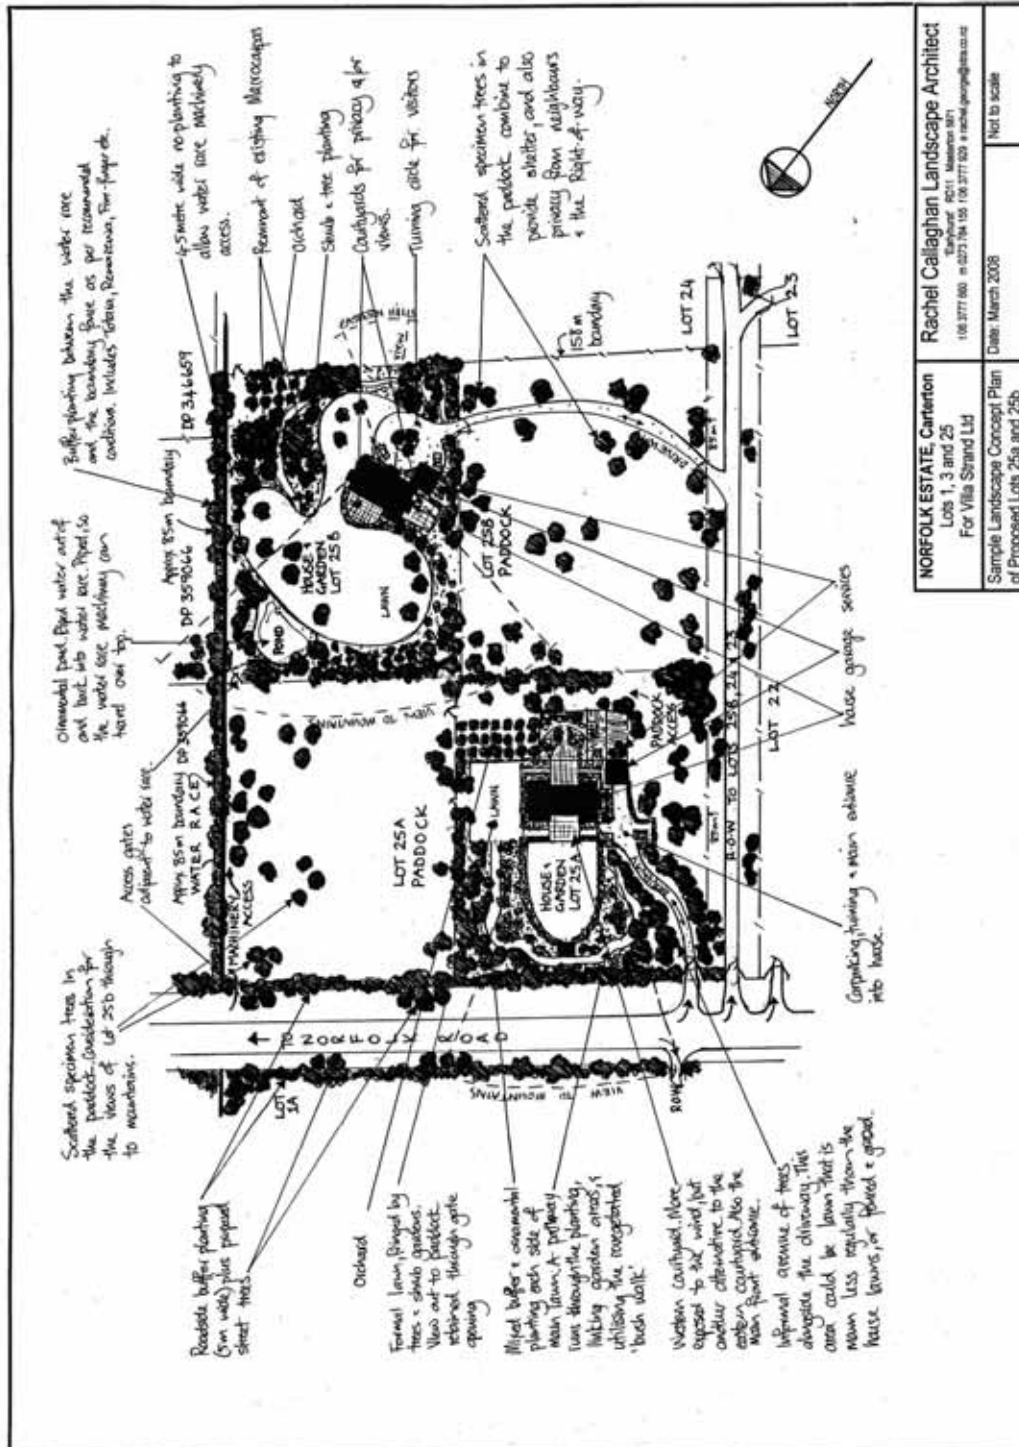 Scattered specimen trees in
the paddock. Consideration for
the views of Lot 25b through
to mountains.
Access gates
adjacent to water race.
Ornamental pond. Piped water out of
and back into water race. Piped, so
the water race machinery can
travel over top.
Buffer planting between the water race
and the boundary fence as per recommended
conditions. Includes Totara,
4-5 metre wide no planting to
allow water race machinery
access.
Remnant of existing Macrocarpas
Orchard
Shrub & tree planting
Courtyards for privacy &/or
views.
Turning circle for visitors
Scattered specimen trees in
the paddock combine to
provide shelter, and also
privacy from neighbours
& the Right-of-way.
NORTH
Approx 85m boundary DP 359066
WATER RACE)
MACHINERY
ACCESS
Approx 85m boundary
DP 359066
DP 346659
POND
HOUSE &
GARDEN
LOT 25B
LAWN
VIEW
158m
boundary
LOT 24
LOT 23
DRIVEWAY
LOT 25B
PADDOCK
VIEW TO MOUNTAINS
LOT 25A
PADDOCK
LAWN
HOUSE &
GARDEN
LOT 25A
PADDOCK
ACCESS
ROW TO LOTS 25B, 24 & 23
LOT 22
TO NORFOLK ROAD
LOT
1A
VIEW TO
MOUNTAINS
ROW
house garage services
Carparking, turning & main entrance
into house.
Roadside buffer planting
(5m wide) plus proposed
street trees.
Orchard
Formal lawn, fringed by
trees & shrub gardens.
View out to paddock
retained through gate
opening
Mixed buffer & ornamental
planting each side of
main lawn. A pathway
runs through the planting,
linking garden areas, &
utilising the vegetated
'bush walk'
Western courtyard. More
exposed to the wind, but
another alternative to the
eastern courtyard. Also the
main front entrance.
Informal avenue of trees
alongside the driveway. This
area could be lawn that is
mown less regularly than the
house lawns, or fenced & grazed.
NORFOLK ESTATE, Carterton
Lots 1, 3 and 25
For Villa Strand Ltd
Rachel Callaghan Landscape Architect
Sample Landscape Concept Plan
of Proposed Lots 25a and 25b
Date: March 2008
Not to scale